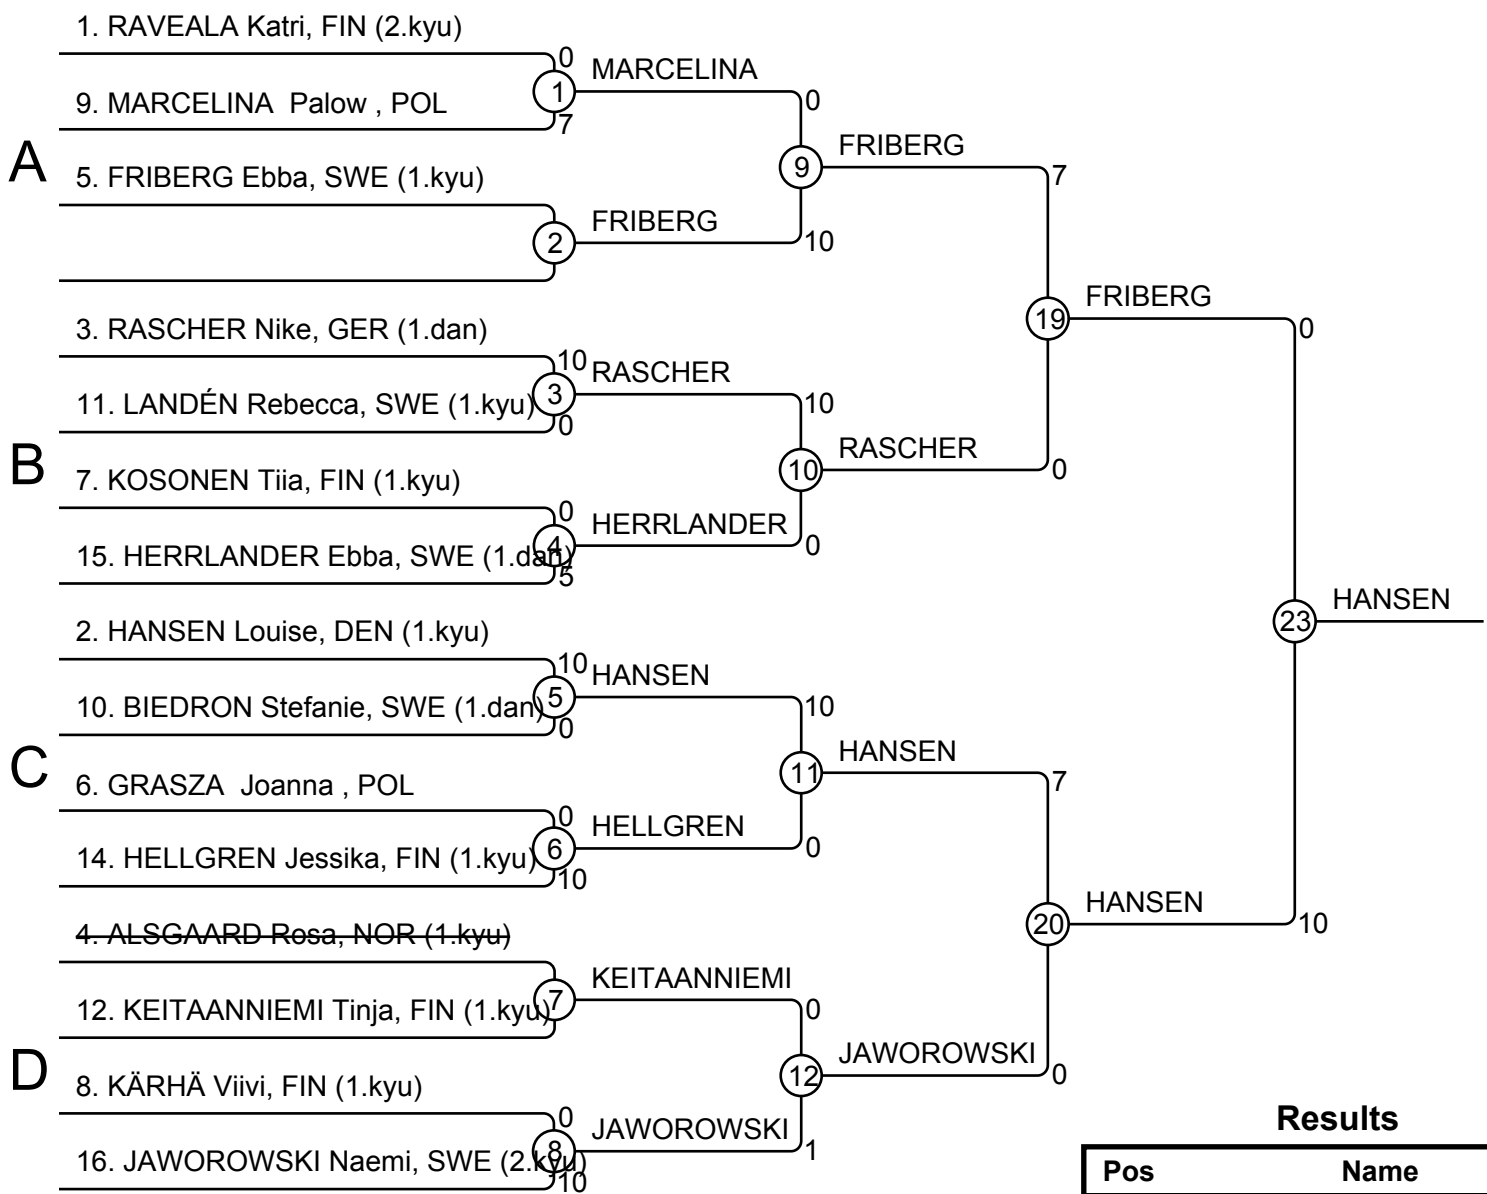 1. RAVEALA Katri, FIN (2.kyu)
0
1
MARCELINA
9. MARCELINA Palow , POL
7
0
A
9
FRIBERG
5. FRIBERG Ebba, SWE (1.kyu)
7
2
FRIBERG
10
3. RASCHER Nike, GER (1.dan)
19
FRIBERG
0
10
3
RASCHER
11. LANDÉN Rebecca, SWE (1.kyu)
0
10
B
10
RASCHER
0
7. KOSONEN Tiia, FIN (1.kyu)
0
4
HERRLANDER
0
15. HERRLANDER Ebba, SWE (1.dan)
5
23
HANSEN
2. HANSEN Louise, DEN (1.kyu)
10
5
HANSEN
10. BIEDRON Stefanie, SWE (1.dan)
0
10
C
11
HANSEN
7
6. GRASZA Joanna , POL
0
6
HELLGREN
0
14. HELLGREN Jessika, FIN (1.kyu)
10
20
HANSEN
10
4. ALSGAARD Rosa, NOR (1.kyu)
7
KEITAANNIEMI
12. KEITAANNIEMI Tinja, FIN (1.kyu)
0
D
12
JAWOROWSKI
0
8. KÄRHÄ Viivi, FIN (1.kyu)
0
8
JAWOROWSKI
1
16. JAWOROWSKI Naemi, SWE (2.kyu)
10
Results
Pos Name